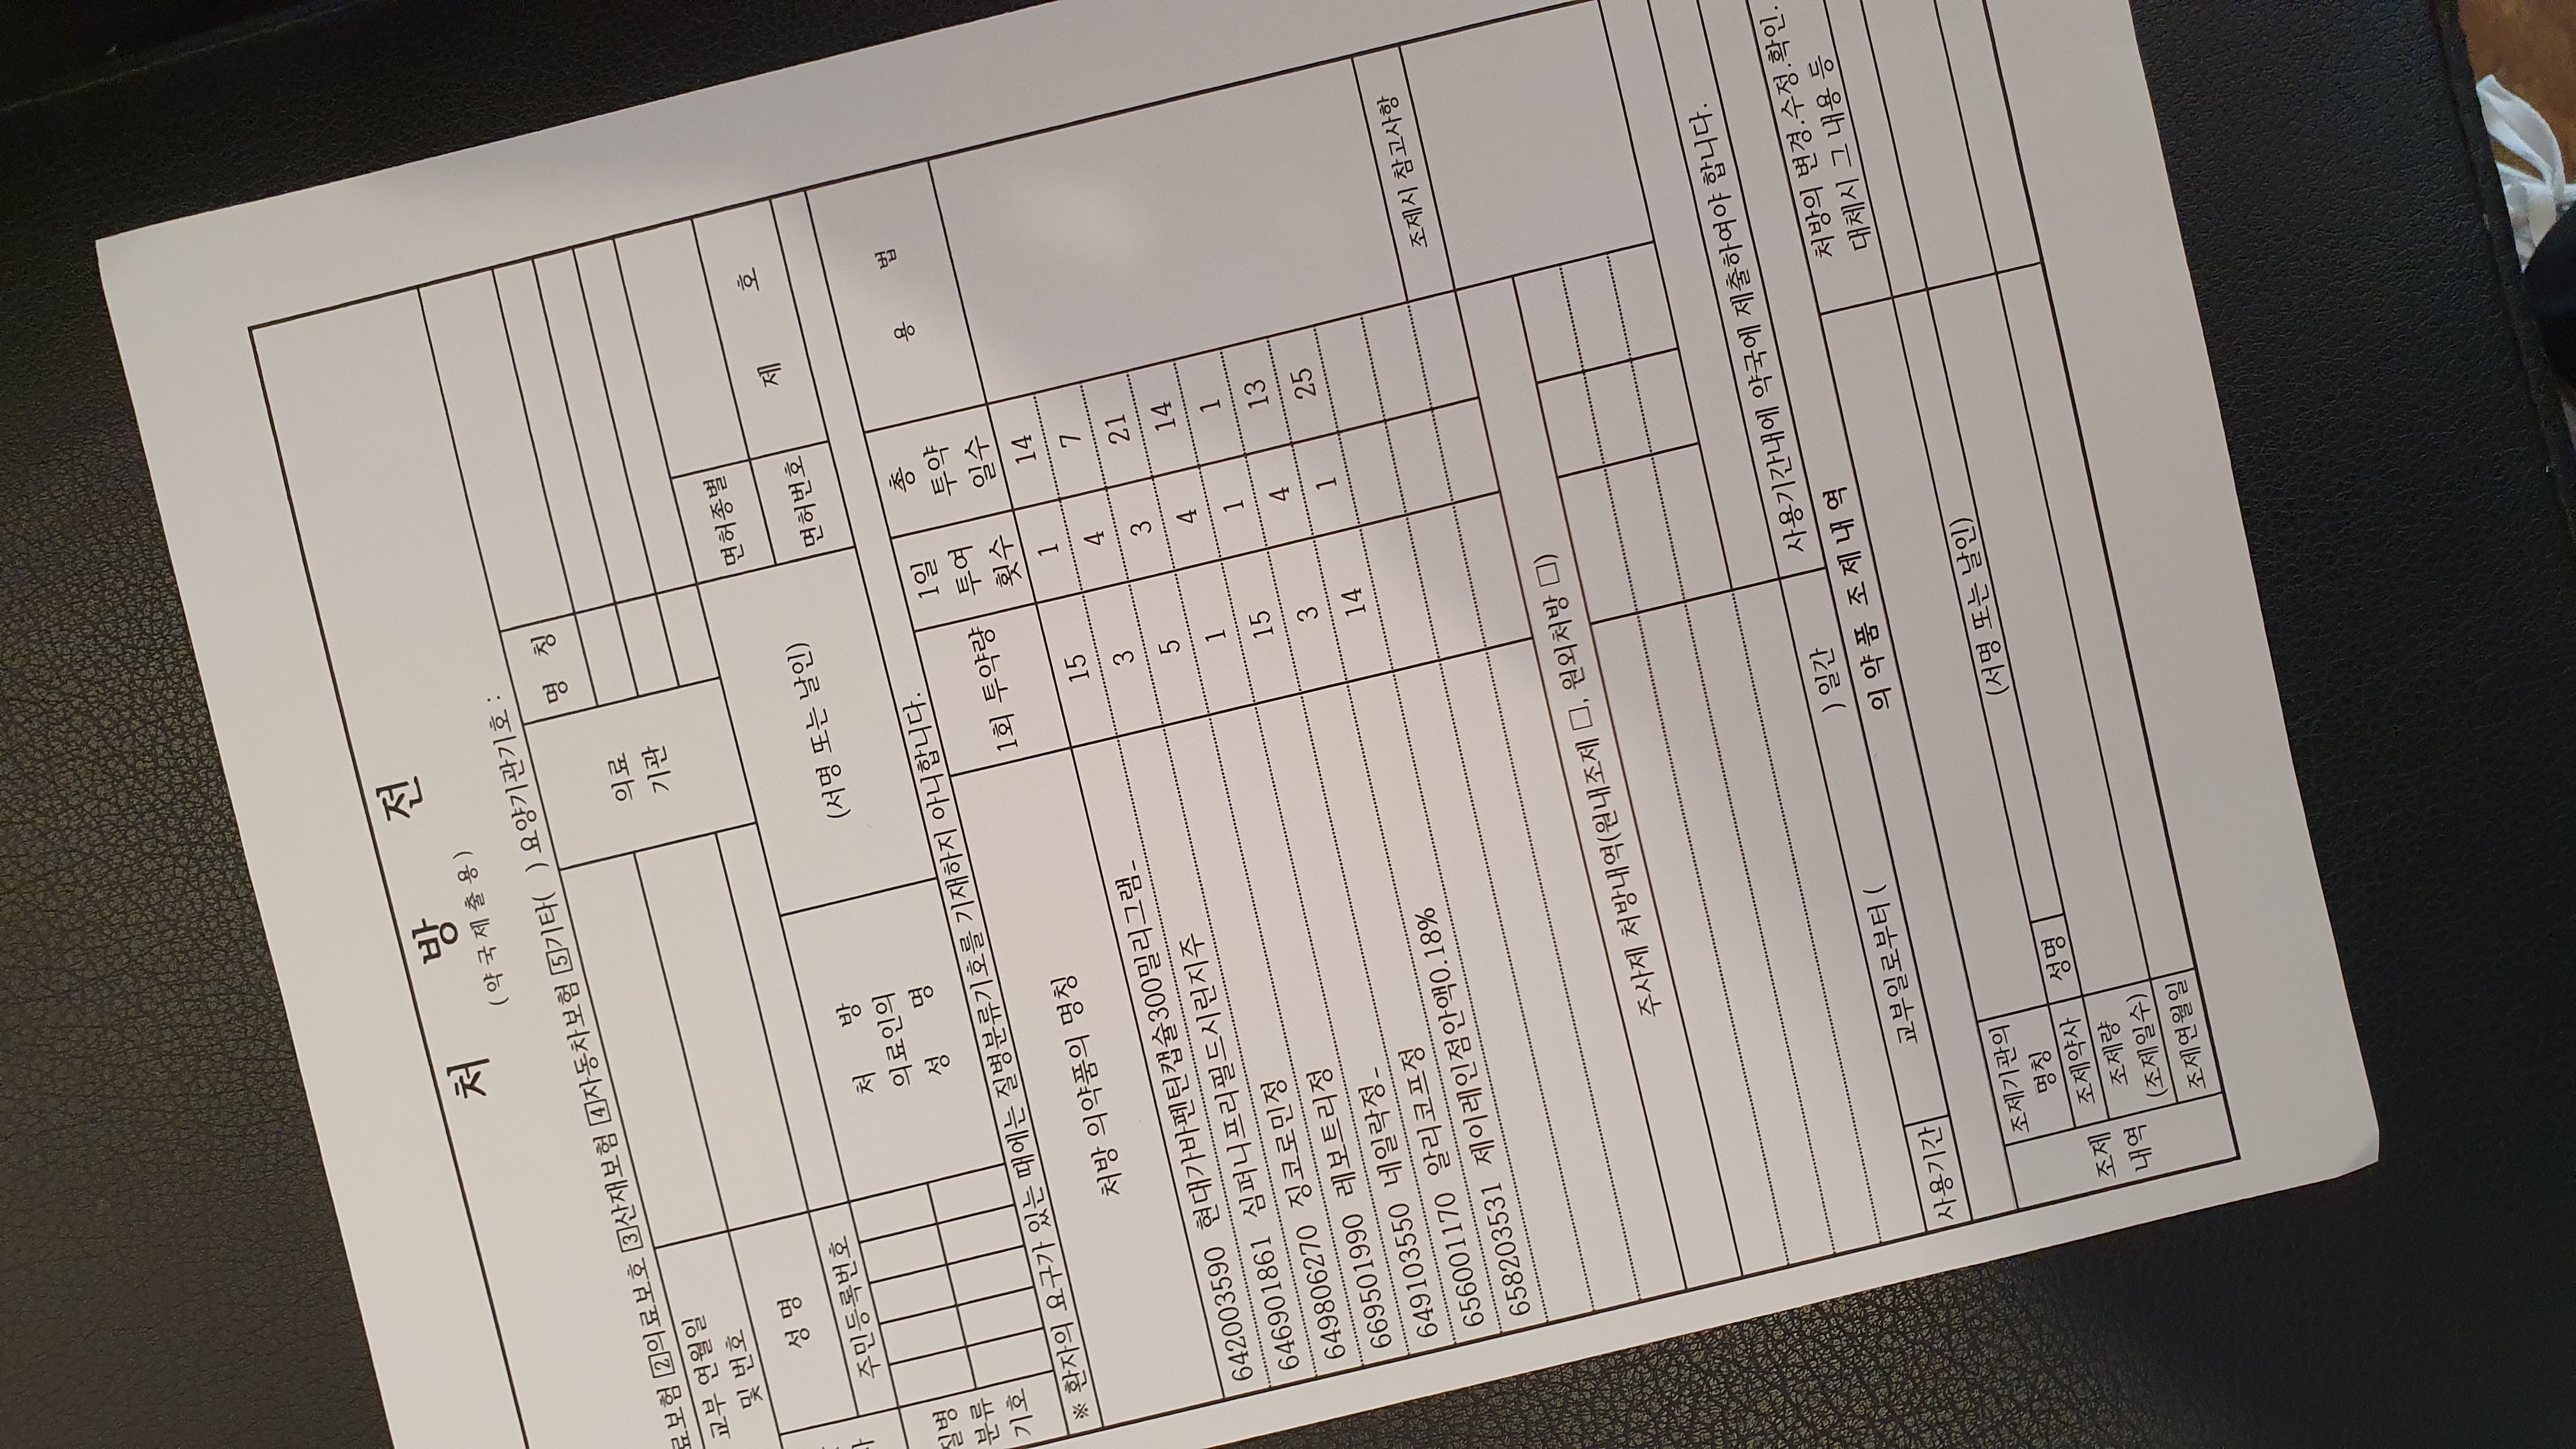 처 방 전
(약국제출용)
료보험 2의료보호 3산재보험 4자동차보험 5기타( ) 요양기관기호 :
교부 연월일
및 번호
의료
기관
명 칭
성 명
주민등록번호
처 방
의료인의
성 명
(서명 또는 날인)
면허종별
면허번호
제 호
질병
분류
기호
※ 환자의 요구가 있는 때에는 질병분류기호를 기재하지 아니합니다.
처방 의약품의 명칭
1회 투약량
1일
투여
횟수
총
투약
일수
용 법
642003590 현대가바펜틴캡슐300밀리그램_ 15 1 14
646901861 심퍼니프리필드시린지주 3 4 7
649806270 징코로민정 5 3 21
669501990 레보트리정 1 4 14
649103550 네일락정_ 15 1 1
656001170 알리코프정 3 4 13
658203531 제이레인점안액0.18% 14 1 25
조제시 참고사항
주사제 처방내역(원내조제 □, 원외처방 □)
사용기간
교부일로부터 ( ) 일간
사용기간내에 약국에 제출하여야 합니다.
의약품 조제내역
처방의 변경.수정.확인.
대체시 그 내용 등
조제
내역
조제기관의
명칭
조제약사
성명
(서명 또는 날인)
조제량
(조제일수)
조제연월일